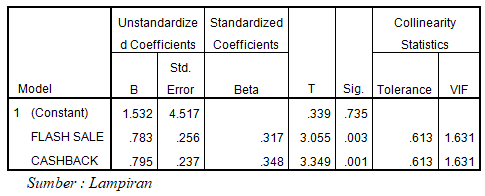 Unstandardize Standardized Collinearity
d Coefficients Coefficients Statistics
Std.
Model B Error Beta T Sig. Tolerance VIF
1 (Constant) 1.532 4.517 .339 .735
FLASH SALE .783 .256 .317 3.055 .003 .613 1.631
CASHBACK .795 .237 .348 3.349 .001 .613 1.631
Sumber : Lampiran